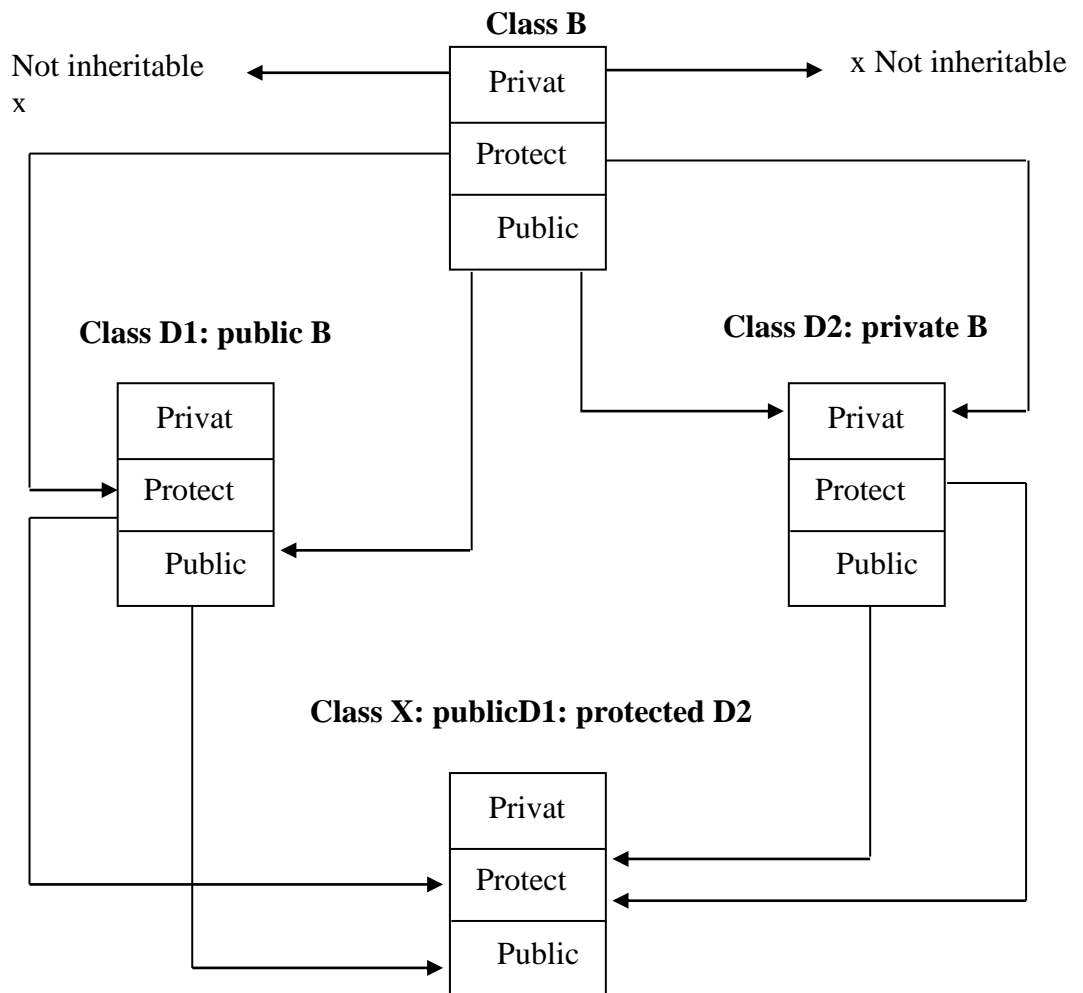 Class B
Not inheritable
x
x Not inheritable
Privat
Protect
Public
Class D1: public B
Class D2: private B
Privat
Protect
Public
Privat
Protect
Public
Class X: publicD1: protected D2
Privat
Protect
Public